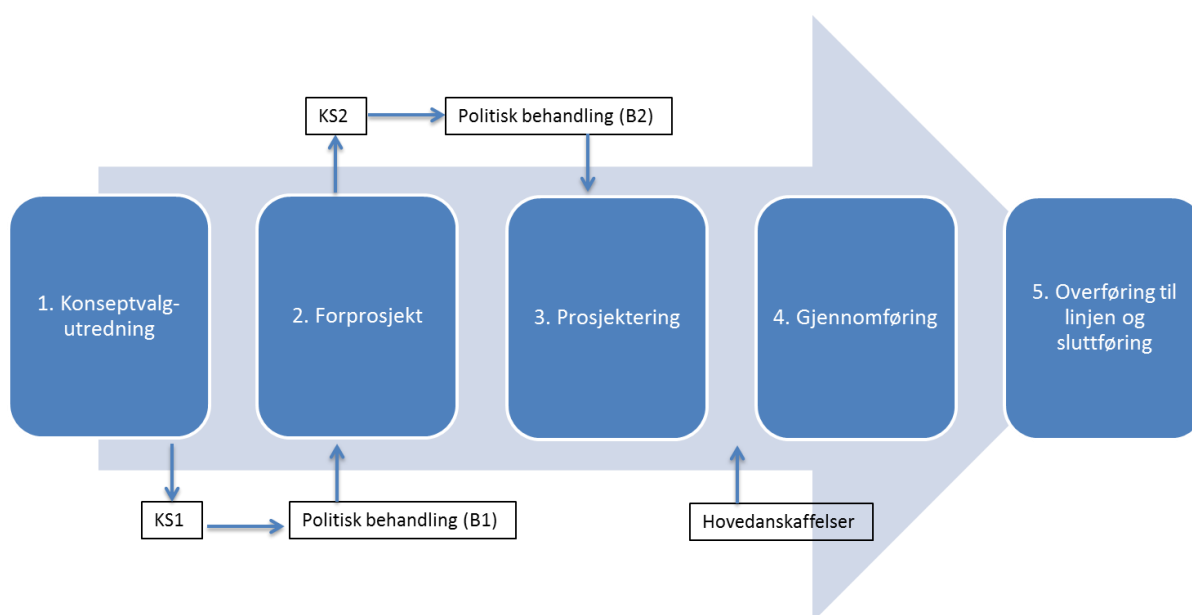 KS2
Politisk behandling (B2)
1. Konseptvalg-
utredning
2. Forprosjekt
3. Prosjektering
4. Gjennomføring
5. Overføring til
linjen og
sluttføring
KS1
Politisk behandling (B1)
Hovedanskaffelser